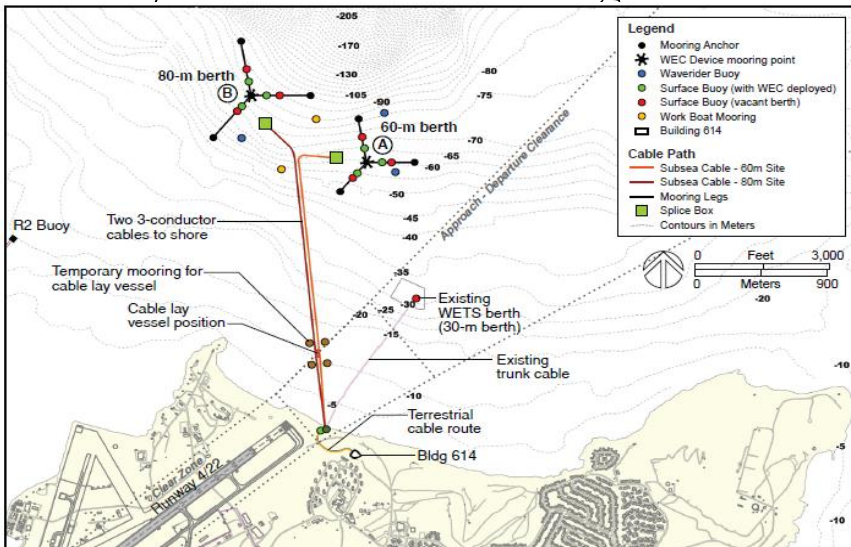 -205
-170
-130
-105
-90
-80
-75
-70
-65
-60
-50
-45
-40
-35
-30
-25
-20
-15
-10
-5
-20
-10
-5
-10
80-m berth
B
60-m berth
A
Approach - Departure Clearance
R2 Buoy
Two 3-conductor
cables to shore
Temporary mooring for
cable lay vessel
Cable lay
vessel position
Existing
WETS berth
(30-m berth)
Existing
trunk cable
Terrestrial
cable route
Bldg 614
Clear Zone
Runway 4/22
Legend
Mooring Anchor
WEC Device mooring point
Waverider Buoy
Surface Buoy (with WEC deployed)
Surface Buoy (vacant berth)
Work Boat Mooring
Building 614
Cable Path
Subsea Cable - 60m Site
Subsea Cable - 80m Site
Mooring Legs
Splice Box
Contours in Meters
0 Feet 3,000
0 Meters 900